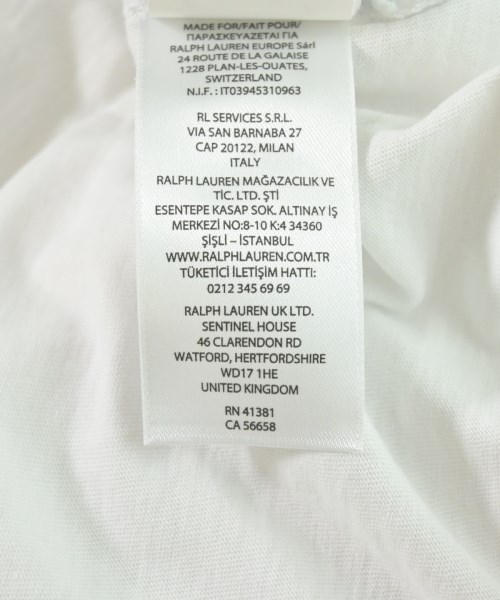 MADE FOR/FAIT POUR/
ΠΑΡΑΣΚΕΥΑΖΕΤΑΙ ΓΙΑ
RALPH LAUREN EUROPE Sárl
24 ROUTE DE LA GALAISE
1228 PLAN-LES-OUATES,
SWITZERLAND
N.I.F. : IT03945310963
RL SERVICES S.R.L.
VIA SAN BARNABA 27
CAP 20122, MILAN
ITALY
RALPH LAUREN MAĞAZACILIK VE
TİC. LTD. ŞTİ
ESENTEPE KASAP SOK. ALTINAY İŞ
MERKEZİ NO:8-10 K:4 34360
ŞİŞLİ – İSTANBUL
WWW.RALPHLAUREN.COM.TR
TÜKETİCİ İLETİŞİM HATTI:
0212 345 69 69
RALPH LAUREN UK LTD.
SENTINEL HOUSE
46 CLARENDON RD
WATFORD, HERTFORDSHIRE
WD17 1HE
UNITED KINGDOM
RN 41381
CA 56658